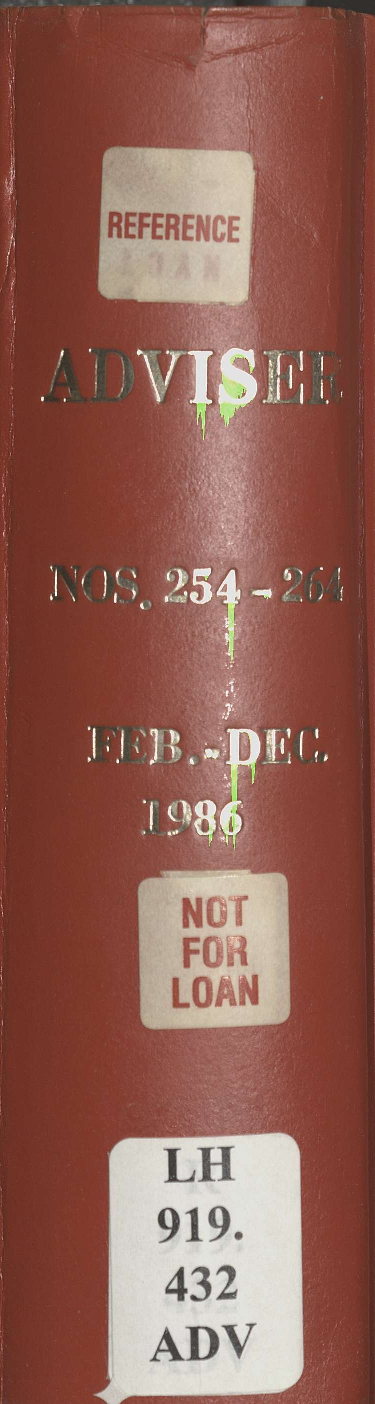 REFERENCE
ADVISER
NOS. 254-264
FEB.-DEC.
1986
NOT
FOR
LOAN
LH
919.
432
ADV